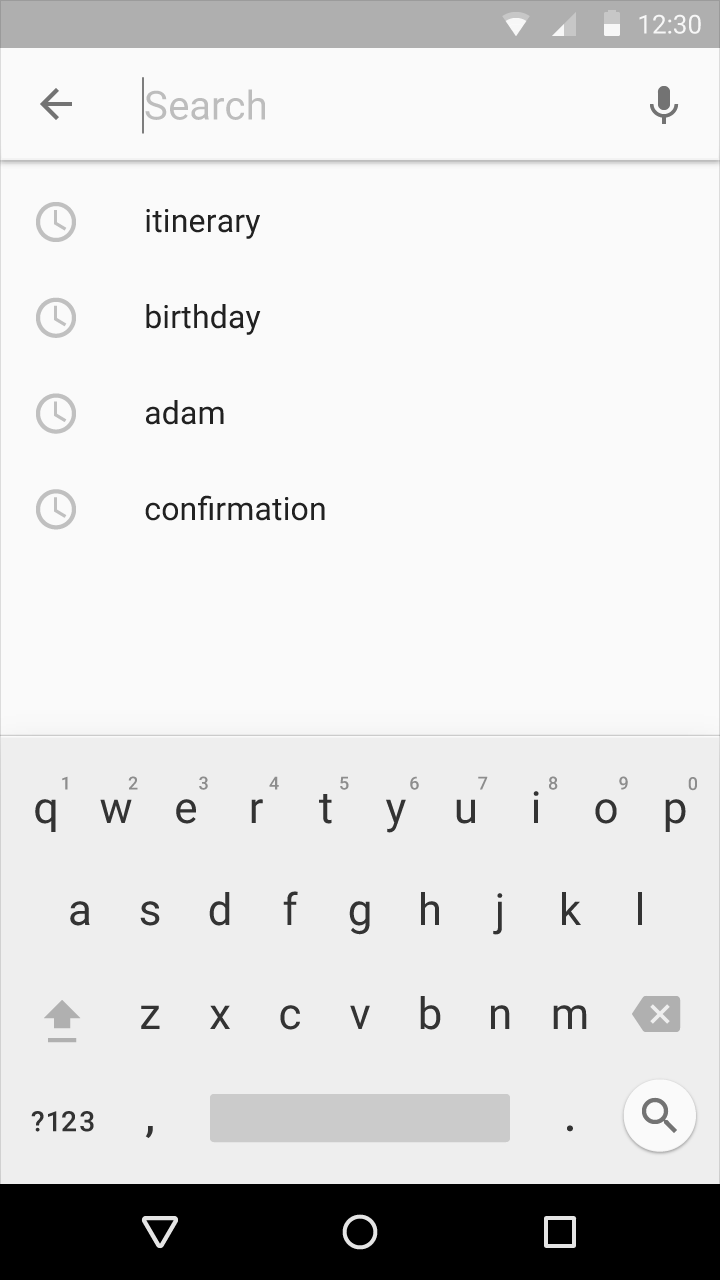 12:30
Search
itinerary
birthday
adam
confirmation
1 2 3 4 5 6 7 8 9 0
q w e r t y u i o p
a s d f g h j k l
z x c v b n m
?123 , .